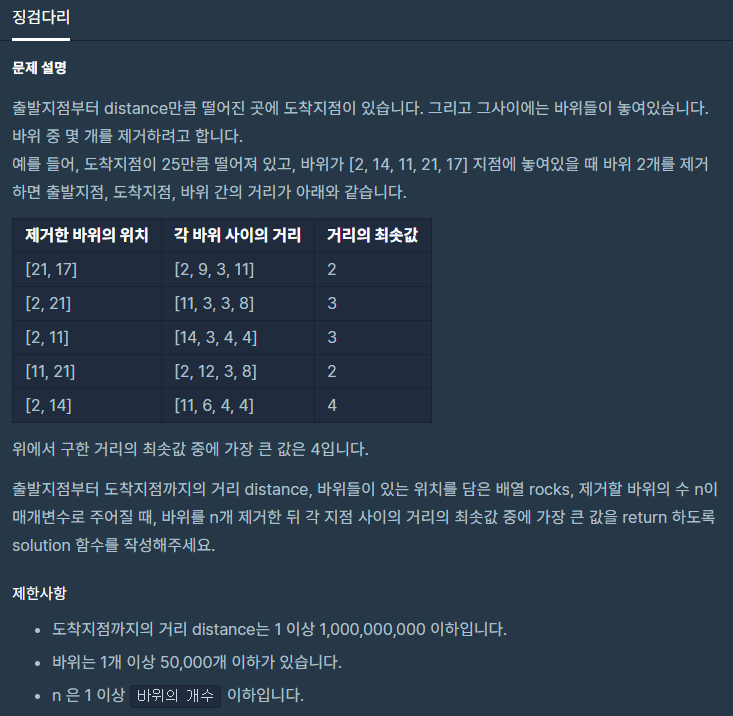 징검다리
문제 설명
출발지점부터 distance만큼 떨어진 곳에 도착지점이 있습니다. 그리고 그사이에는 바위들이 놓여있습니다.
바위 중 몇 개를 제거하려고 합니다.
예를 들어, 도착지점이 25만큼 떨어져 있고, 바위가 [2, 14, 11, 21, 17] 지점에 놓여있을 때 바위 2개를 제거
하면 출발지점, 도착지점, 바위 간의 거리가 아래와 같습니다.
제거한 바위의 위치 각 바위 사이의 거리 거리의 최솟값
[21, 17] [2, 9, 3, 11] 2
[2, 21] [11, 3, 3, 8] 3
[2, 11] [14, 3, 4, 4] 3
[11, 21] [2, 12, 3, 8] 2
[2, 14] [11, 6, 4, 4] 4
위에서 구한 거리의 최솟값 중에 가장 큰 값은 4입니다.
출발지점부터 도착지점까지의 거리 distance, 바위들이 있는 위치를 담은 배열 rocks, 제거할 바위의 수 n이
매개변수로 주어질 때, 바위를 n개 제거한 뒤 각 지점 사이의 거리의 최솟값 중에 가장 큰 값을 return 하도록
solution 함수를 작성해주세요.
제한사항
• 도착지점까지의 거리 distance는 1 이상 1,000,000,000 이하입니다.
• 바위는 1개 이상 50,000개 이하가 있습니다.
• n 은 1 이상 바위의 개수 이하입니다.